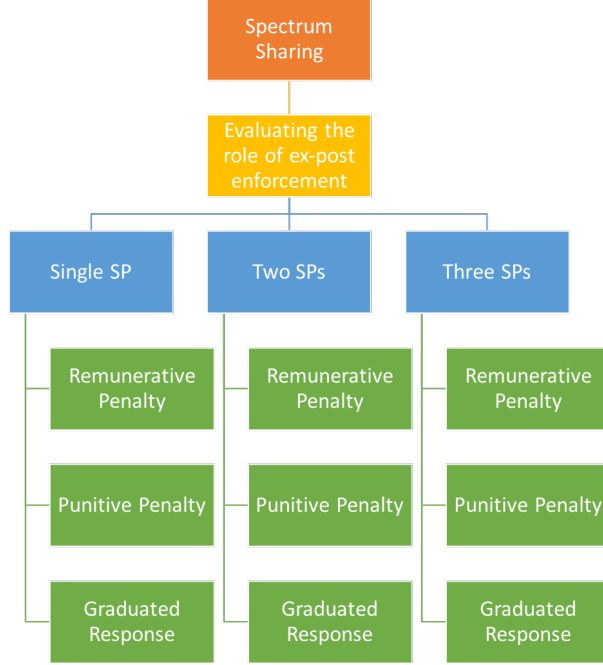 Spectrum
Sharing
Evaluating the
role of ex-post
enforcement
Single SP
Two SPs
Three SPs
Remunerative
Penalty
Remunerative
Penalty
Remunerative
Penalty
Punitive Penalty
Punitive Penalty
Punitive Penalty
Graduated
Response
Graduated
Response
Graduated
Response